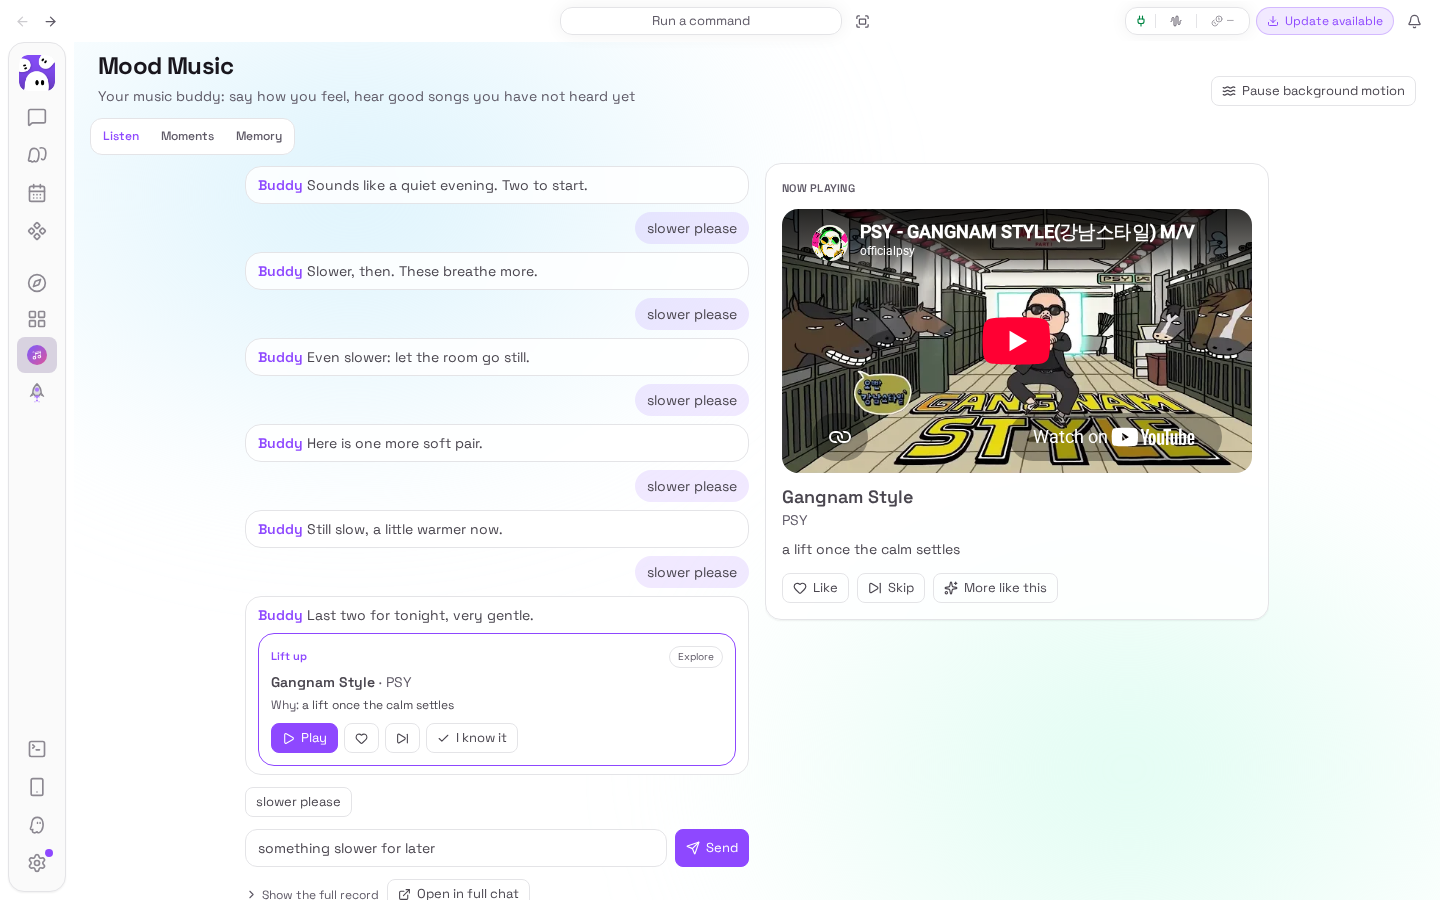 Run a command
Update available
Mood Music
Your music buddy: say how you feel, hear good songs you have not heard yet
Pause background motion
Listen
Moments
Memory
Buddy Sounds like a quiet evening. Two to start.
slower please
Buddy Slower, then. These breathe more.
slower please
Buddy Even slower: let the room go still.
slower please
Buddy Here is one more soft pair.
slower please
Buddy Still slow, a little warmer now.
slower please
Buddy Last two for tonight, very gentle.
Lift up
Explore
Gangnam Style · PSY
Why: a lift once the calm settles
Play
I know it
slower please
something slower for later
Send
Show the full record
Open in full chat
NOW PLAYING
PSY - GANGNAM STYLE(강남스타일) M/V
officialpsy
오빤
강남스타일
GANGNAM
STYLE
Watch on YouTube
Gangnam Style
PSY
a lift once the calm settles
Like
Skip
More like this